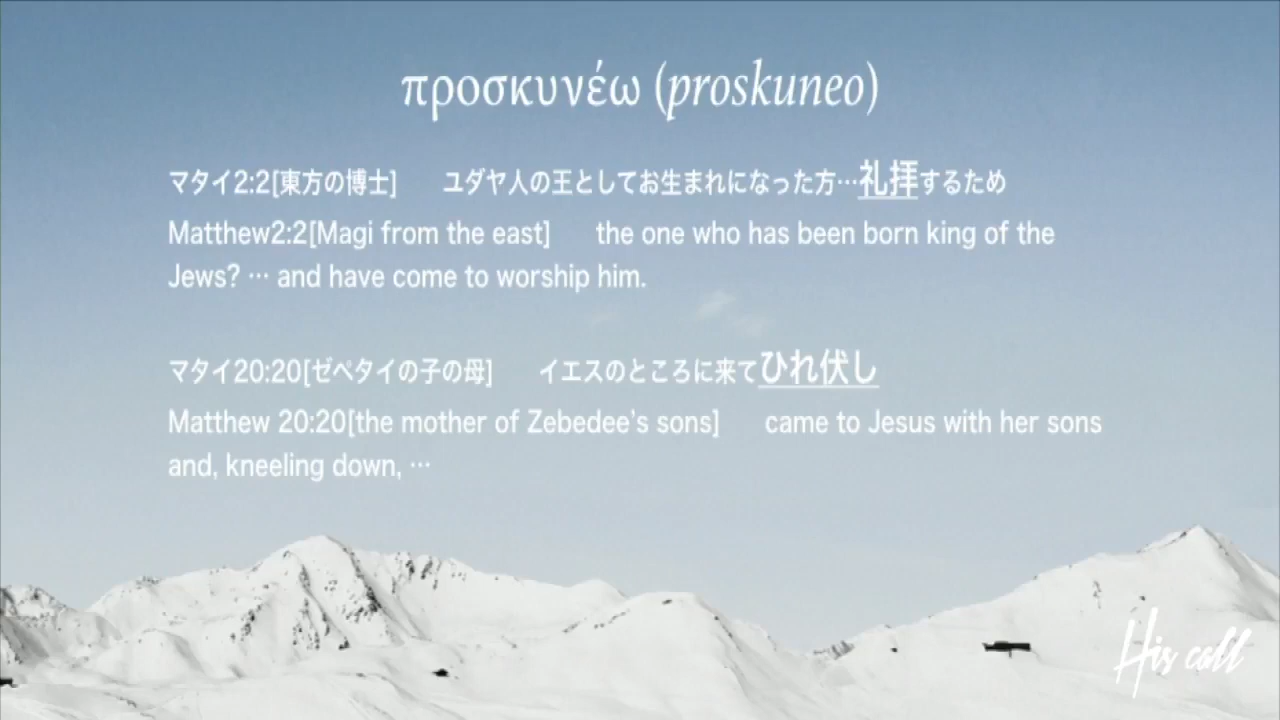 προσκυνέω (proskuneo)
マタイ2:2[東方の博士] ユダヤ人の王としてお生まれになった方…礼拝するため
Matthew2:2[Magi from the east] the one who has been born king of the
Jews? … and have come to worship him.
マタイ20:20[ゼベタイの子の母] イエスのところに来てひれ伏し
Matthew 20:20[the mother of Zebedee’s sons] came to Jesus with her sons
and, kneeling down, …
His call